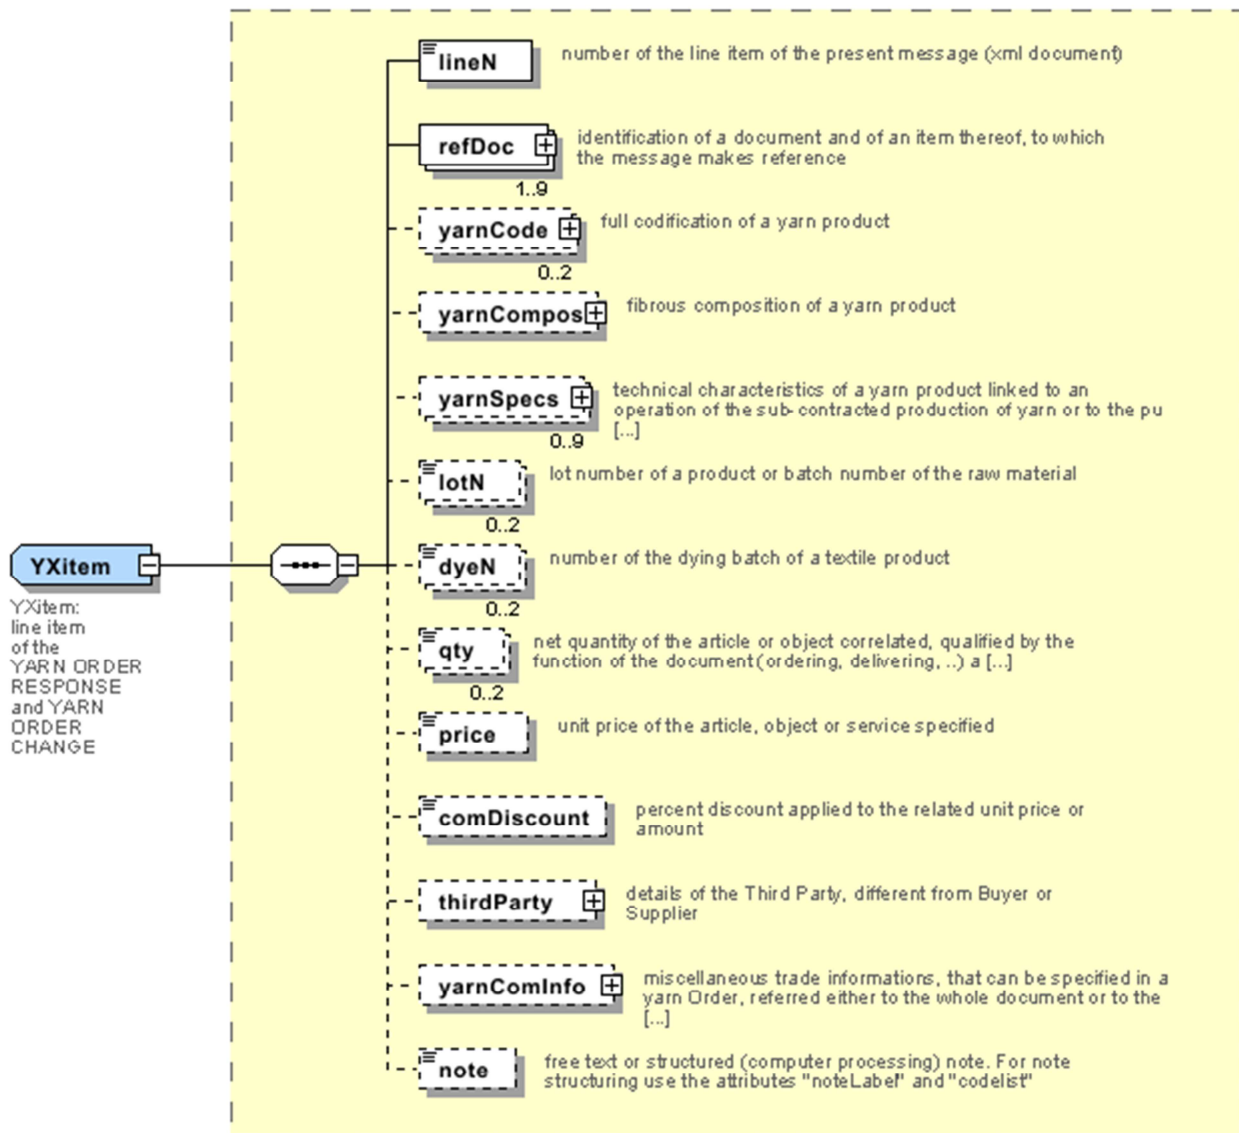 lineN
number of the line item of the present message (xml document)
refDoc
identification of a document and of an item thereof, to which
the message makes reference
1..9
yarnCode
full codification of a yarn product
0..2
yarnCompos
fibrous composition of a yarn product
yarnSpecs
technical characteristics of a yarn product linked to an
operation of the sub-contracted production of yarn or to the pu
[...]
0..9
lotN
lot number of a product or batch number of the raw material
0..2
YXitem
YXitem:
line item
of the
YARN ORDER
RESPONSE
and YARN
ORDER
CHANGE
dyeN
number of the dying batch of a textile product
0..2
qty
net quantity of the article or object correlated, qualified by the
function of the document (ordering, delivering, ..) a [...]
0..2
price
unit price of the article, object or service specified
comDiscount
percent discount applied to the related unit price or
amount
thirdParty
details of the Third Party, different from Buyer or
Supplier
yarnComInfo
miscellaneous trade informations, that can be specified in a
yarn Order, referred either to the whole document or to the
[...]
note
free text or structured (computer processing) note. For note
structuring use the attributes "noteLabel" and "codelist"